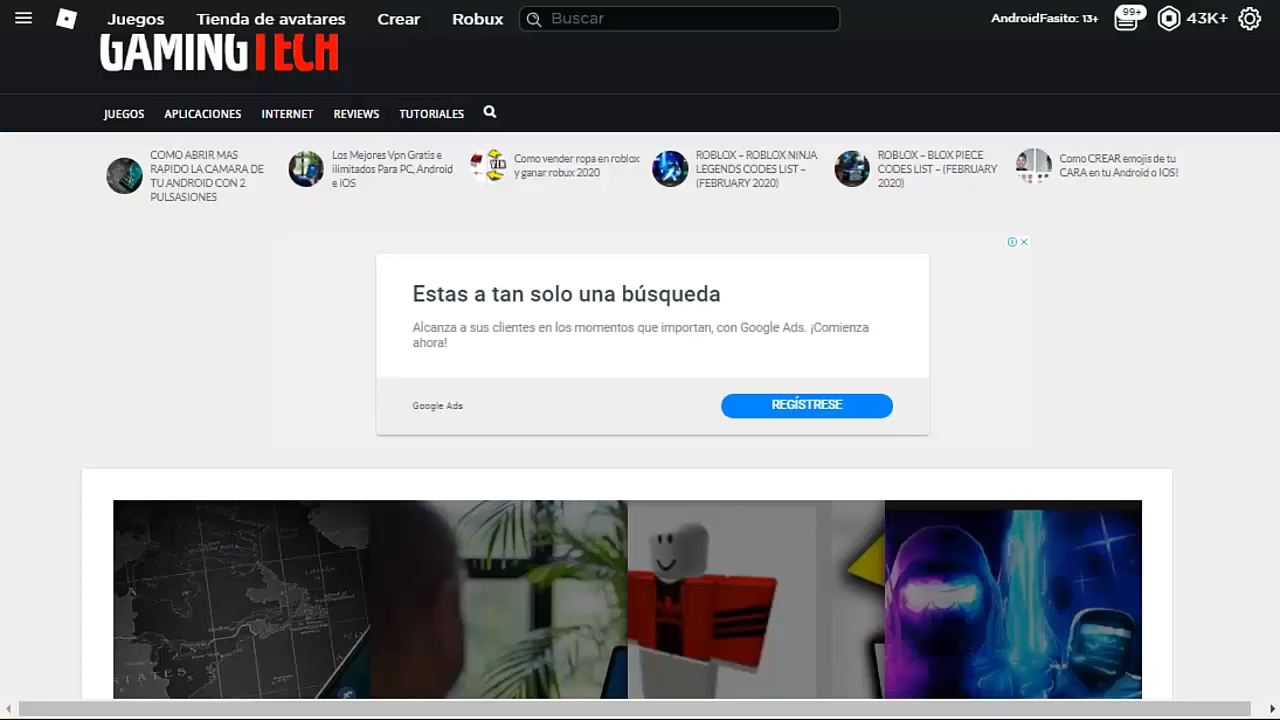 Juegos Tienda de avatares Crear Robux Buscar AndroidFasito: 13+ 99+ 43K+
GAMINGTECH
JUEGOS APLICACIONES INTERNET REVIEWS TUTORIALES
COMO ABRIR MAS
RAPIDO LA CAMARA DE
TU ANDROID CON 2
PULSASIONES
Los Mejores Vpn Gratis e
ilimitados Para PC, Android
e iOS
Como vender ropa en roblox
y ganar robux 2020
ROBLOX – ROBLOX NINJA
LEGENDS CODES LIST –
(FEBRUARY 2020)
ROBLOX – BLOX PIECE
CODES LIST – (FEBRUARY
2020)
Como CREAR emojis de tu
CARA en tu Android o IOS!
Estas a tan solo una búsqueda
Alcanza a sus clientes en los momentos que importan, con Google Ads. ¡Comienza
ahora!
Google Ads
REGÍSTRESE